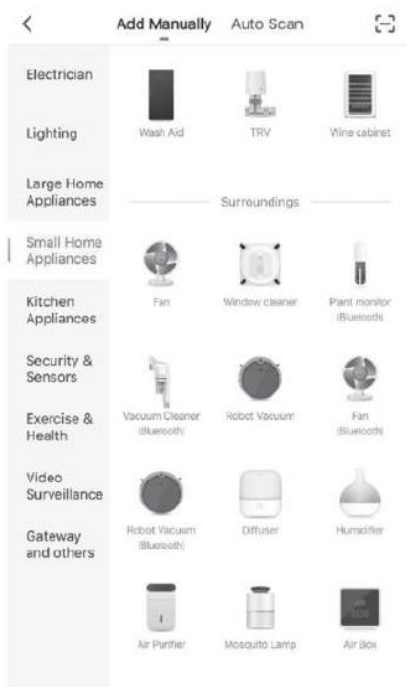 Add Manually Auto Scan
Electrician
Lighting
Large Home
Appliances
Small Home
Appliances
Kitchen
Appliances
Security &
Sensors
Exercise &
Health
Video
Surveillance
Gateway
and others
Wash Aid TRV Wine cabinet
Surroundings
Fan Window cleaner Plant monitor
(Bluetooth)
Vacuum Cleaner Robot Vacuum Fan
(Bluetooth) (Bluetooth)
Robot Vacuum Diffuser Humidifier
(Bluetooth)
Air Purifier Mosquito Lamp Air Box